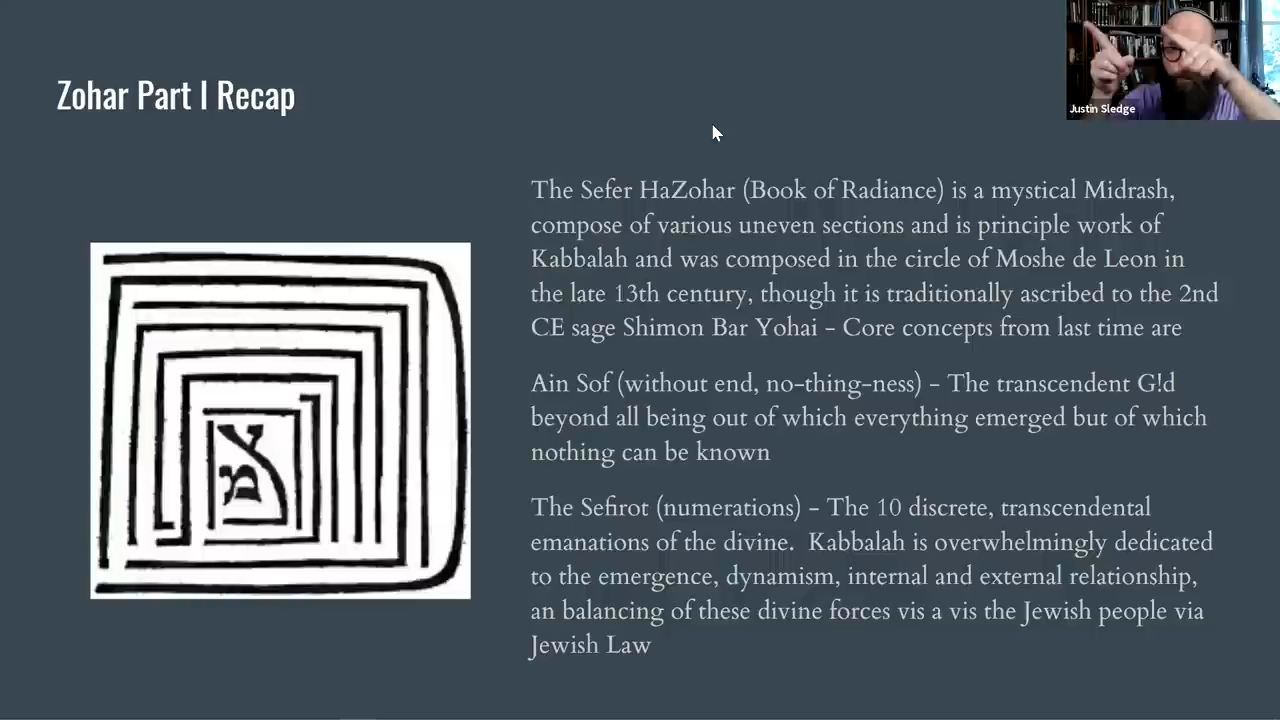 Zohar Part I Recap
Justin Sledge
The Sefer HaZohar (Book of Radiance) is a mystical Midrash,
compose of various uneven sections and is principle work of
Kabbalah and was composed in the circle of Moshe de Leon in
the late 13th century, though it is traditionally ascribed to the 2nd
CE sage Shimon Bar Yohai - Core concepts from last time are
Ain Sof (without end, no-thing-ness) - The transcendent G!d
beyond all being out of which everything emerged but of which
nothing can be known
The Sefirot (numerations) - The 10 discrete, transcendental
emanations of the divine.  Kabbalah is overwhelmingly dedicated
to the emergence, dynamism, internal and external relationship,
an balancing of these divine forces vis a vis the Jewish people via
Jewish Law